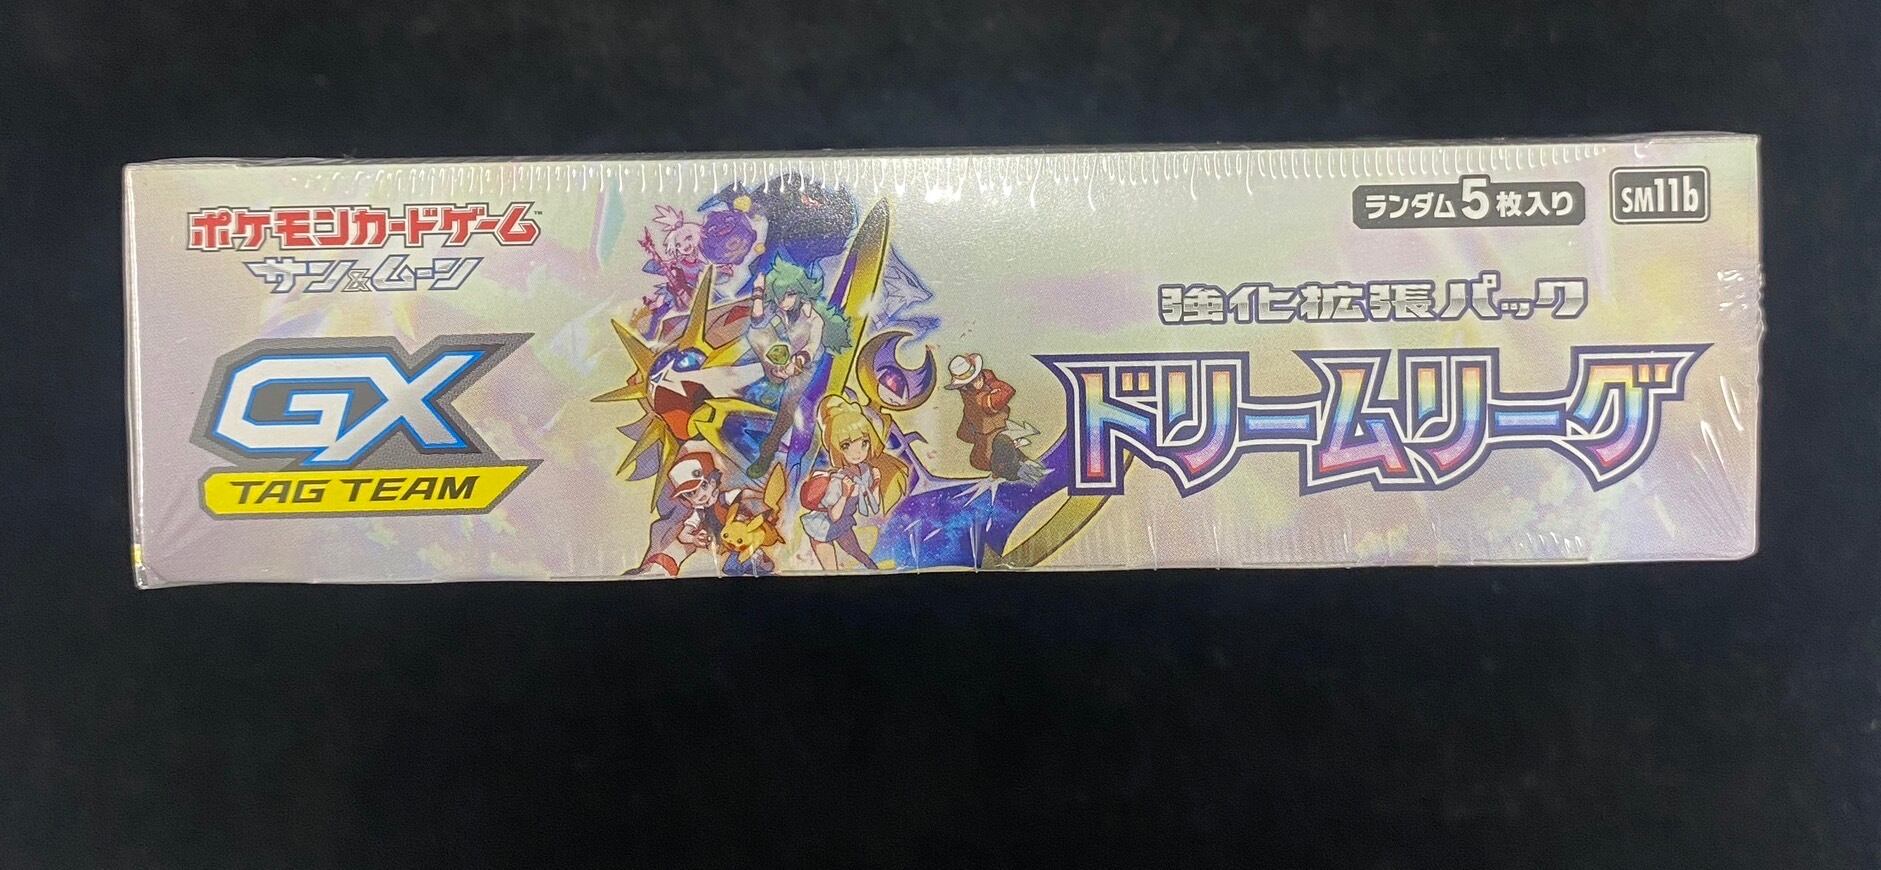 ポケモンカードゲーム™
サン&ムーン
GX
TAG TEAM
ランダム5枚入り
SM11b
強化拡張パック
ドリームリーグ